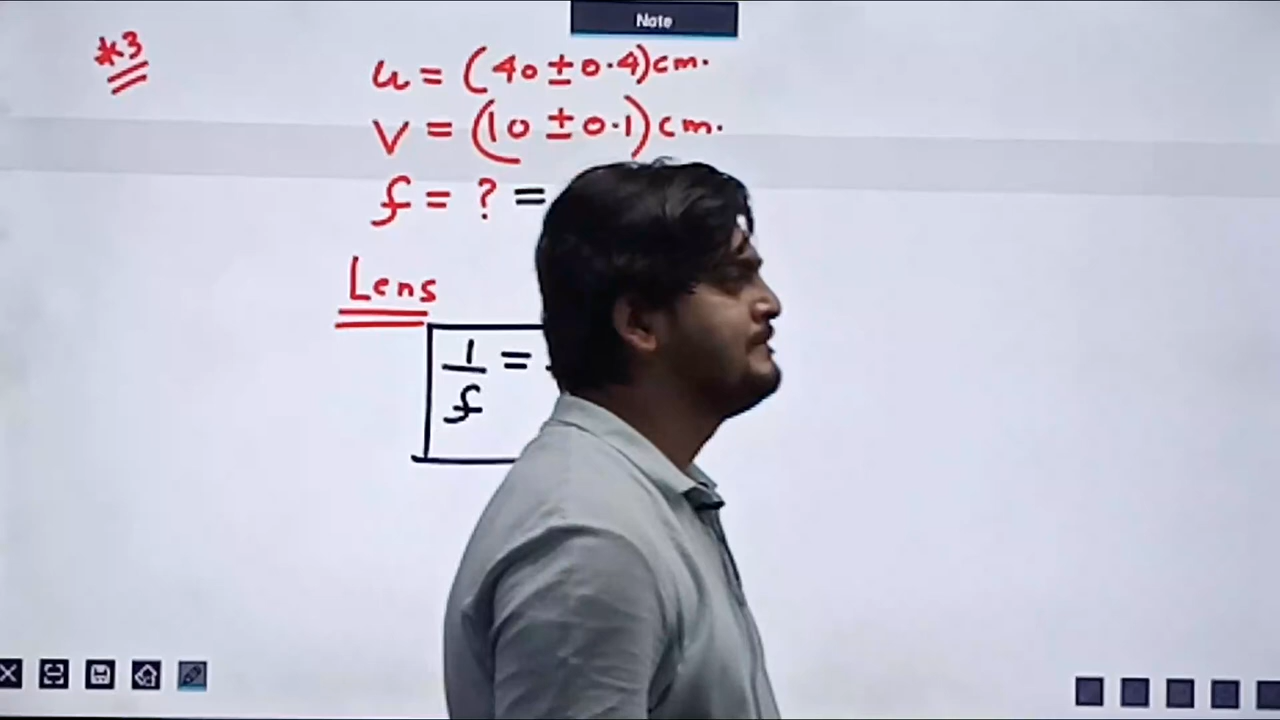 Note
*3
u = (40 ± 0.4) cm.
v = (10 ± 0.1) cm.
f = ? =
Lens
1/f =